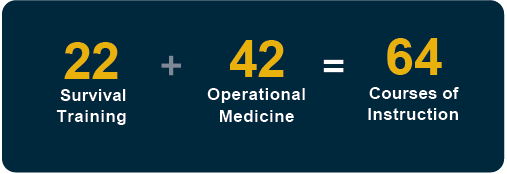 22 + 42 = 64
Survival Operational Courses of
Training Medicine Instruction